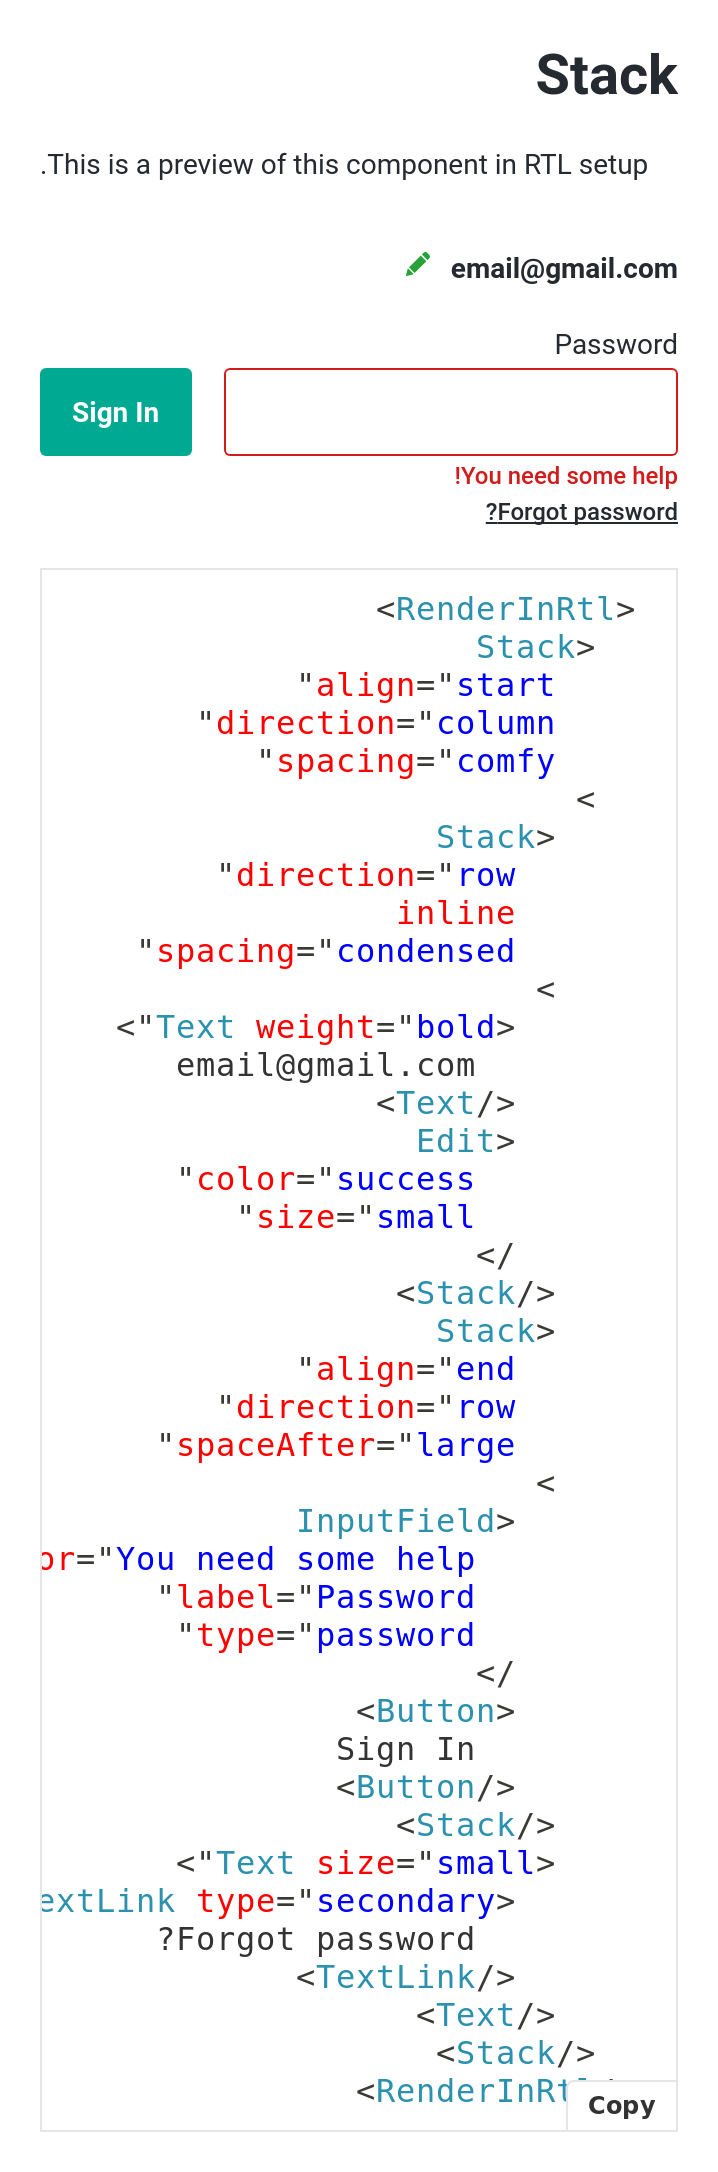 Stack
.This is a preview of this component in RTL setup
email@gmail.com
Password
Sign In
!You need some help
?Forgot password
<RenderInRtl>
Stack>
"align="start
"direction="column
"spacing="comfy
<
Stack>
"direction="row
inline
"spacing="condensed
<
<"Text weight="bold>
email@gmail.com
<Text/>
Edit>
"color="success
"size="small
</
<Stack/>
Stack>
"align="end
"direction="row
"spaceAfter="large
<
InputField>
or="You need some help
"label="Password
"type="password
</
<Button>
Sign In
<Button/>
<Stack/>
<"Text size="small>
extLink type="secondary>
?Forgot password
<TextLink/>
<Text/>
<Stack/>
<RenderInRtl
Copy